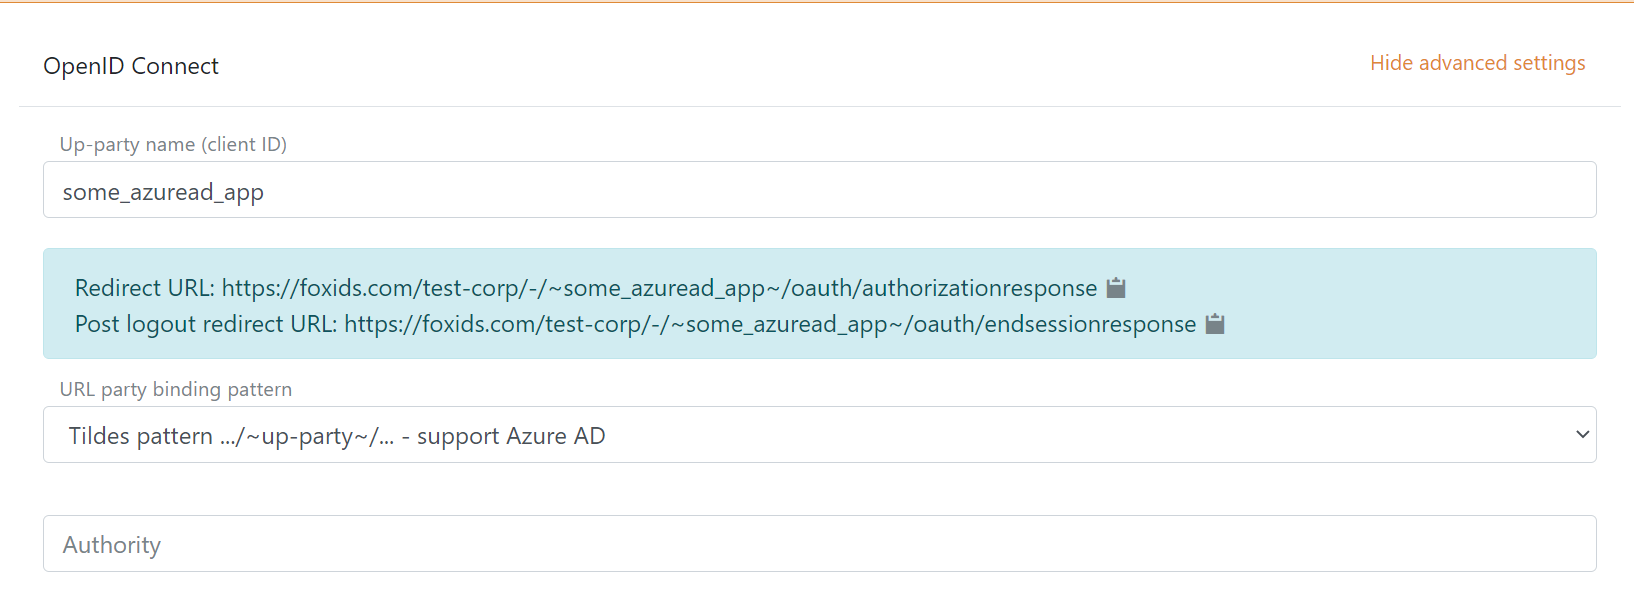 OpenID Connect
Hide advanced settings
Up-party name (client ID)
some_azuread_app
Redirect URL: https://foxids.com/test-corp/-/~some_azuread_app~/oauth/authorizationresponse
Post logout redirect URL: https://foxids.com/test-corp/-/~some_azuread_app~/oauth/endsessionresponse
URL party binding pattern
Tildes pattern .../~up-party~/... - support Azure AD
Authority